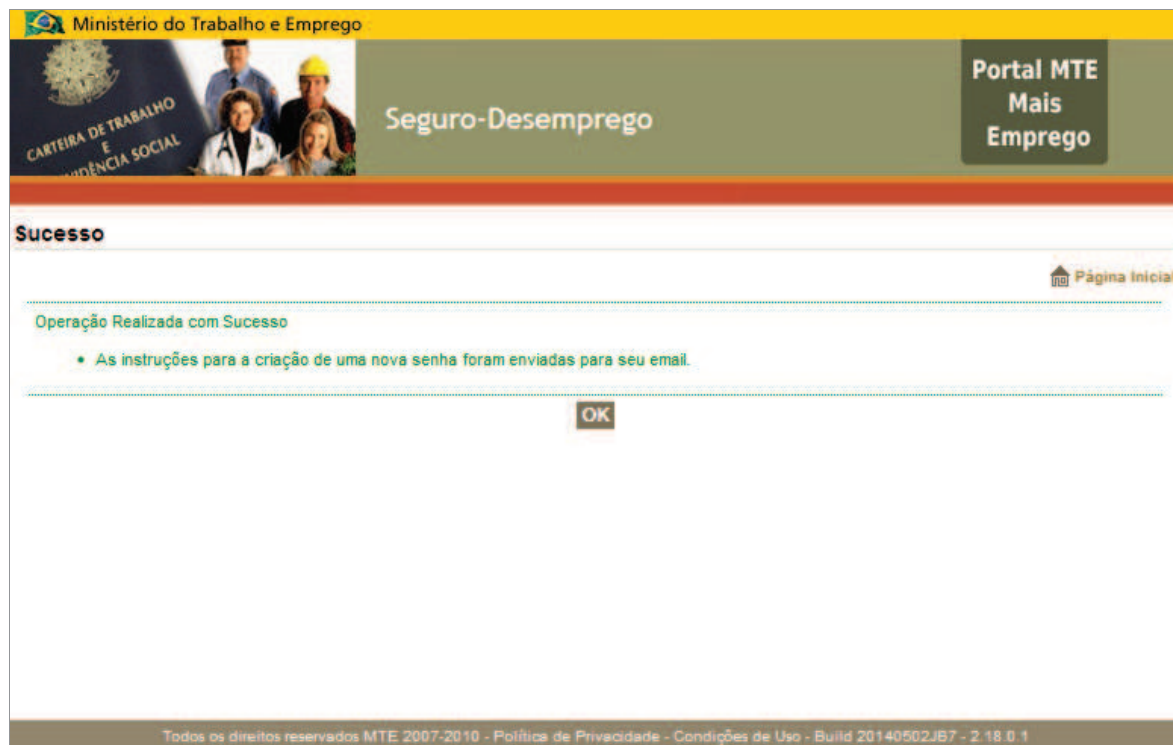 Ministério do Trabalho e Emprego
CARTEIRA DE TRABALHO
E
VIDÊNCIA SOCIAL
Seguro-Desemprego
Portal MTE
Mais
Emprego
Sucesso
Página Inicial
Operação Realizada com Sucesso
• As instruções para a criação de uma nova senha foram enviadas para seu email.
OK
Todos os direitos reservados MTE 2007-2010 - Política de Privacidade - Condições de Uso - Build 20140502JB7 - 2.18.0.1